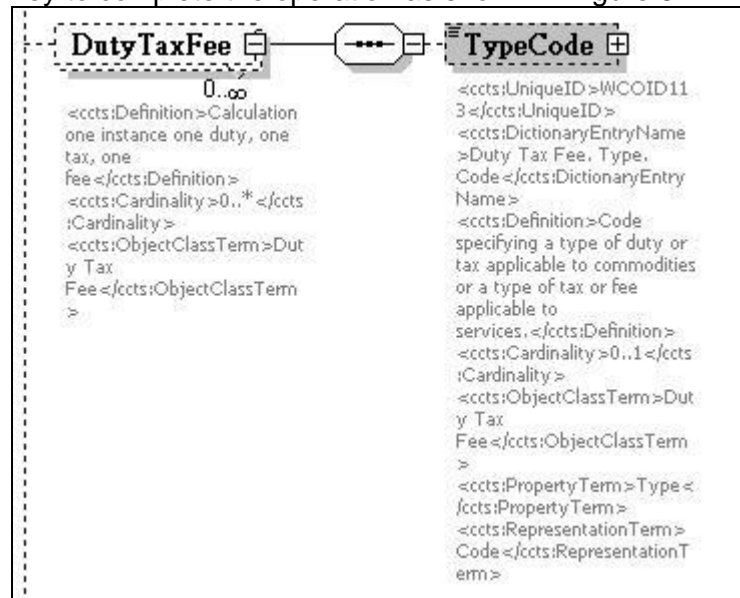 DutyTaxFee
TypeCode
0..∞
<ccts:Definition>Calculation
one instance one duty, one
tax, one
fee</ccts:Definition>
<ccts:Cardinality>0..*</ccts
:Cardinality>
<ccts:ObjectClassTerm>Dut
y Tax
Fee</ccts:ObjectClassTerm
>
<ccts:UniqueID>WCOID11
3</ccts:UniqueID>
<ccts:DictionaryEntryName
>Duty Tax Fee. Type.
Code</ccts:DictionaryEntry
Name>
<ccts:Definition>Code
specifying a type of duty or
tax applicable to commodities
or a type of tax or fee
applicable to
services.</ccts:Definition>
<ccts:Cardinality>0..1</ccts
:Cardinality>
<ccts:ObjectClassTerm>Dut
y Tax
Fee</ccts:ObjectClassTerm
>
<ccts:PropertyTerm>Type<
/ccts:PropertyTerm>
<ccts:RepresentationTerm>
Code</ccts:RepresentationT
erm>